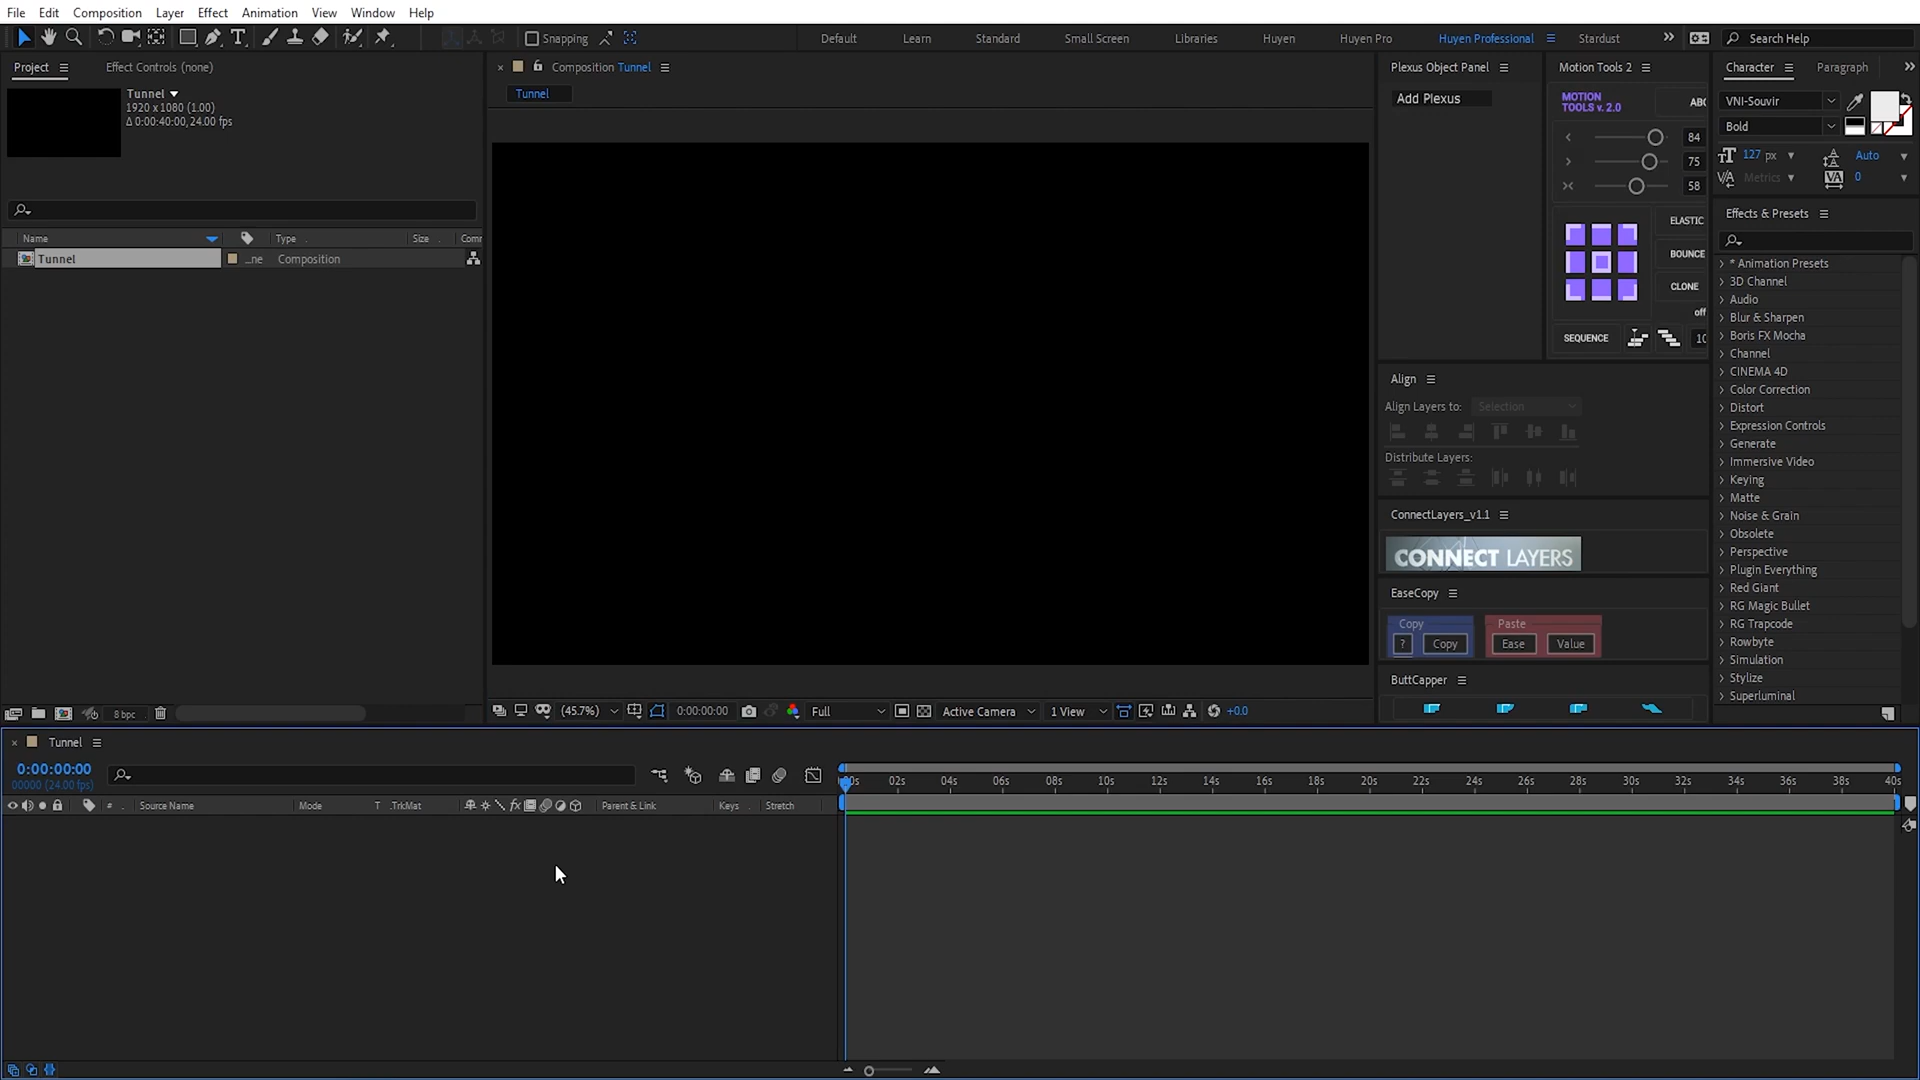 File Edit Composition Layer Effect Animation View Window Help
Snapping Default Learn Standard Small Screen Libraries Huyen Huyen Pro Huyen Professional Stardust Search Help
Project Effect Controls (none)
Tunnel
1920 x 1080 (1.00)
Δ 0:00:40:00, 24.00 fps
Name Type Size Comm
Tunnel ...ne Composition
8 bpc
Composition Tunnel
Tunnel
(45.7%) 0:00:00:00 Full Active Camera 1 View +0.0
Plexus Object Panel
Add Plexus
Motion Tools 2
MOTION
TOOLS v. 2.0
ABO
84
75
58
ELASTIC
BOUNCE
CLONE
off
SEQUENCE 10
Align
Align Layers to: Selection
Distribute Layers:
ConnectLayers_v1.1
CONNECT LAYERS
EaseCopy
Copy Paste
? Copy Ease Value
ButtCapper
Character Paragraph
VNI-Souvir
Bold
127 px Auto
Metrics 0
Effects & Presets
* Animation Presets
3D Channel
Audio
Blur & Sharpen
Boris FX Mocha
Channel
CINEMA 4D
Color Correction
Distort
Expression Controls
Generate
Immersive Video
Keying
Matte
Noise & Grain
Obsolete
Perspective
Plugin Everything
Red Giant
RG Magic Bullet
RG Trapcode
Rowbyte
Simulation
Stylize
Superluminal
Tunnel
0:00:00:00
00000 (24.00 fps)
# Source Name Mode T .TrkMat fx Parent & Link Keys Stretch
02s 04s 06s 08s 10s 12s 14s 16s 18s 20s 22s 24s 26s 28s 30s 32s 34s 36s 38s 40s